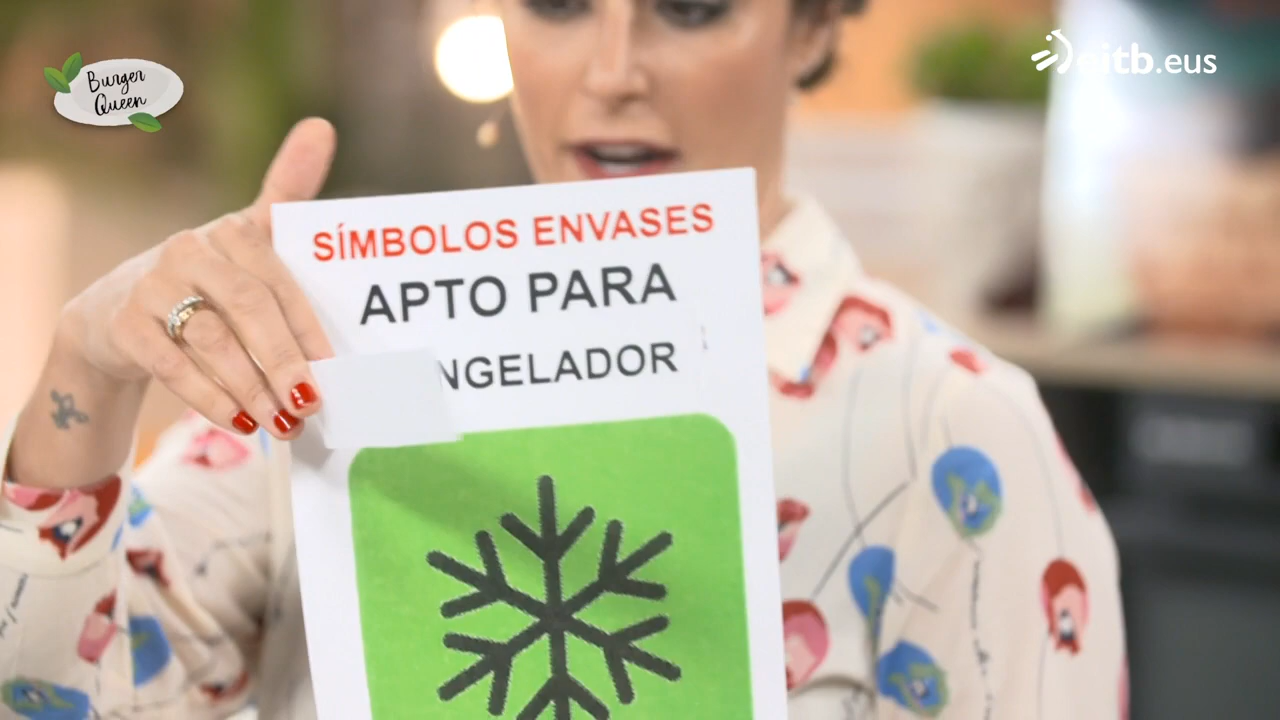 Burger
Queen
eitb.eus
SÍMBOLOS ENVASES
APTO PARA
NGELADOR